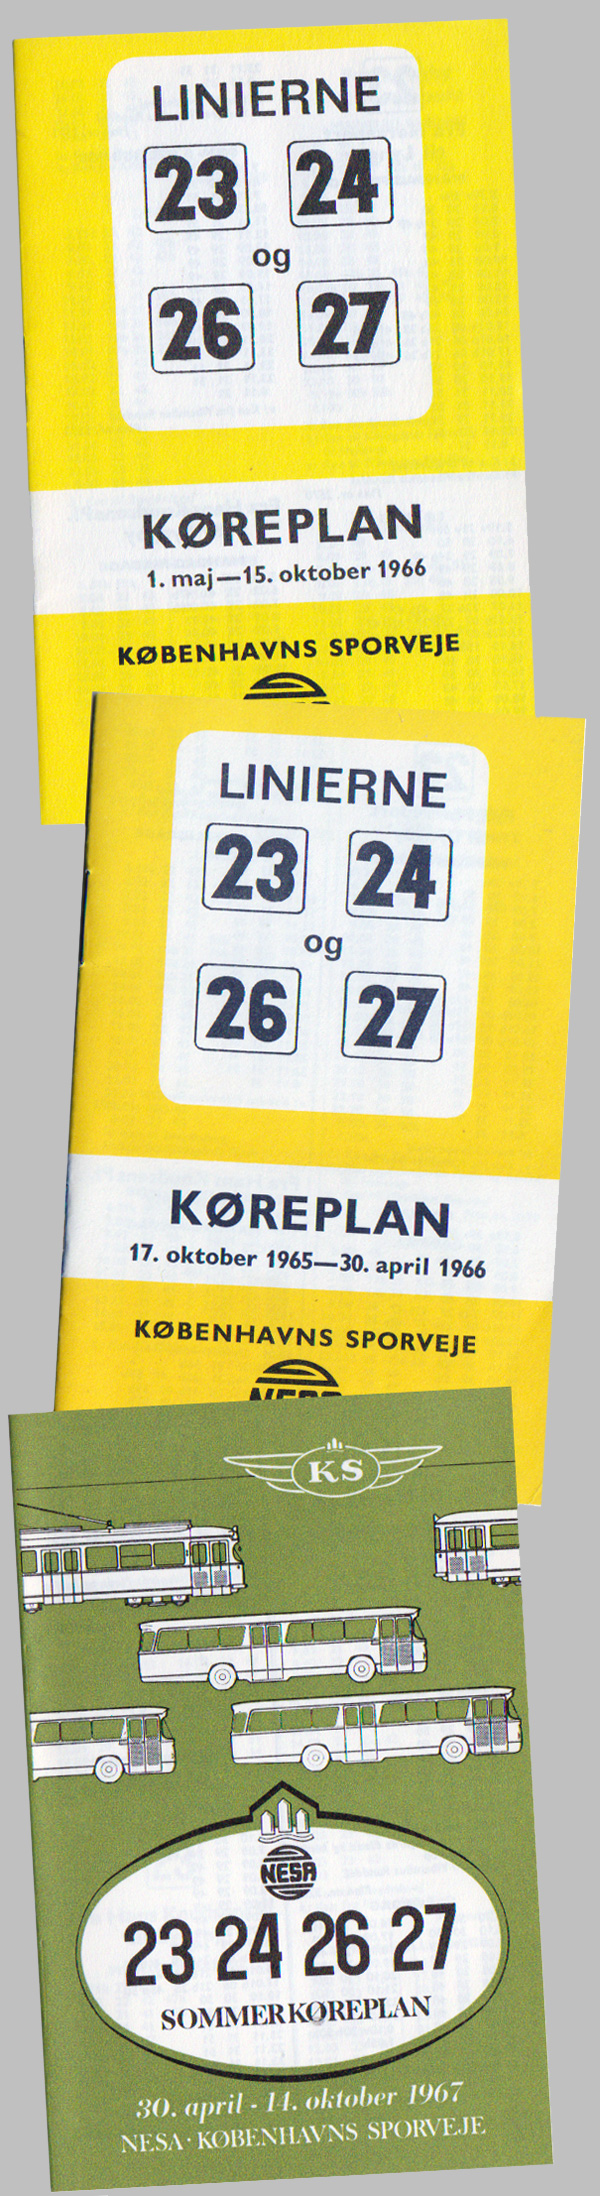 LINIERNE
23 24
og
26 27
KØREPLAN
1. maj—15. oktober 1966
KØBENHAVNS SPORVEJE
LINIERNE
23 24
og
26 27
KØREPLAN
17. oktober 1965—30. april 1966
KØBENHAVNS SPORVEJE
NESA
KS
NESA
23 24 26 27
SOMMERKØREPLAN
30. april - 14. oktober 1967
NESA · KØBENHAVNS SPORVEJE